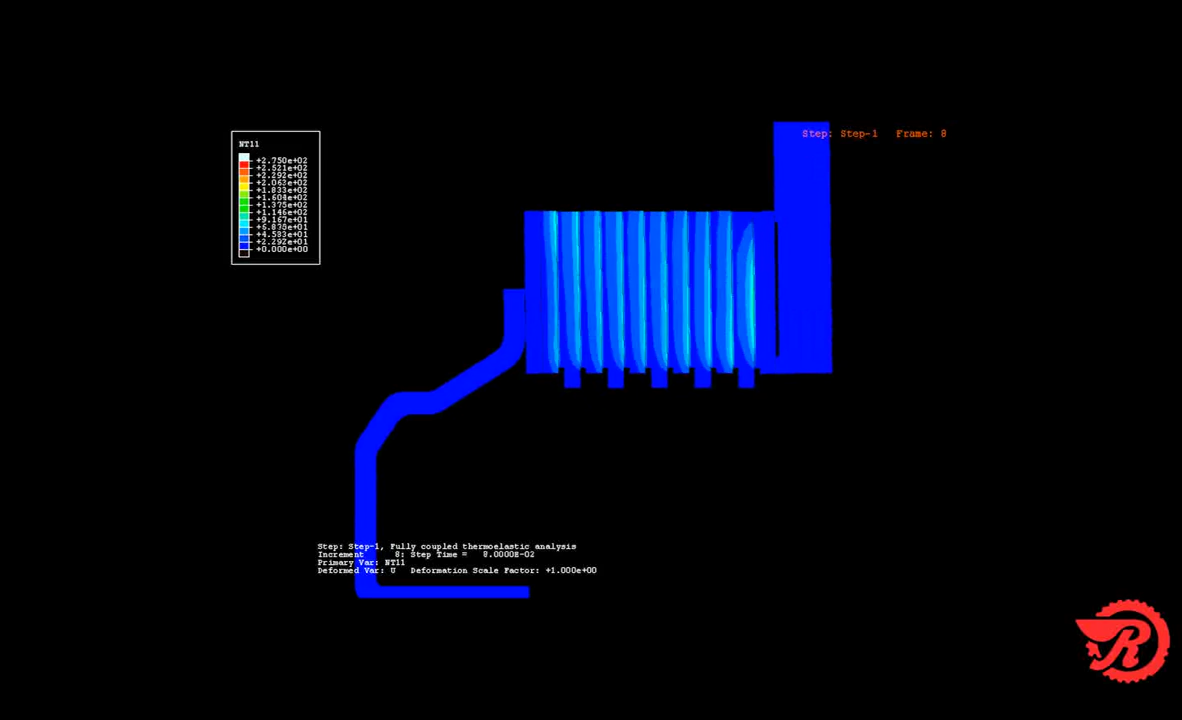 Step: Step-1 Frame: 8
NT11
+2.750e+02
+2.521e+02
+2.292e+02
+2.063e+02
+1.833e+02
+1.604e+02
+1.375e+02
+1.146e+02
+9.167e+01
+6.875e+01
+4.583e+01
+2.292e+01
+0.000e+00
Step: Step-1, Fully coupled thermoelastic analysis
Increment 8: Step Time = 8.0000E-02
Primary Var: NT11
Deformed Var: U Deformation Scale Factor: +1.000e+00
R